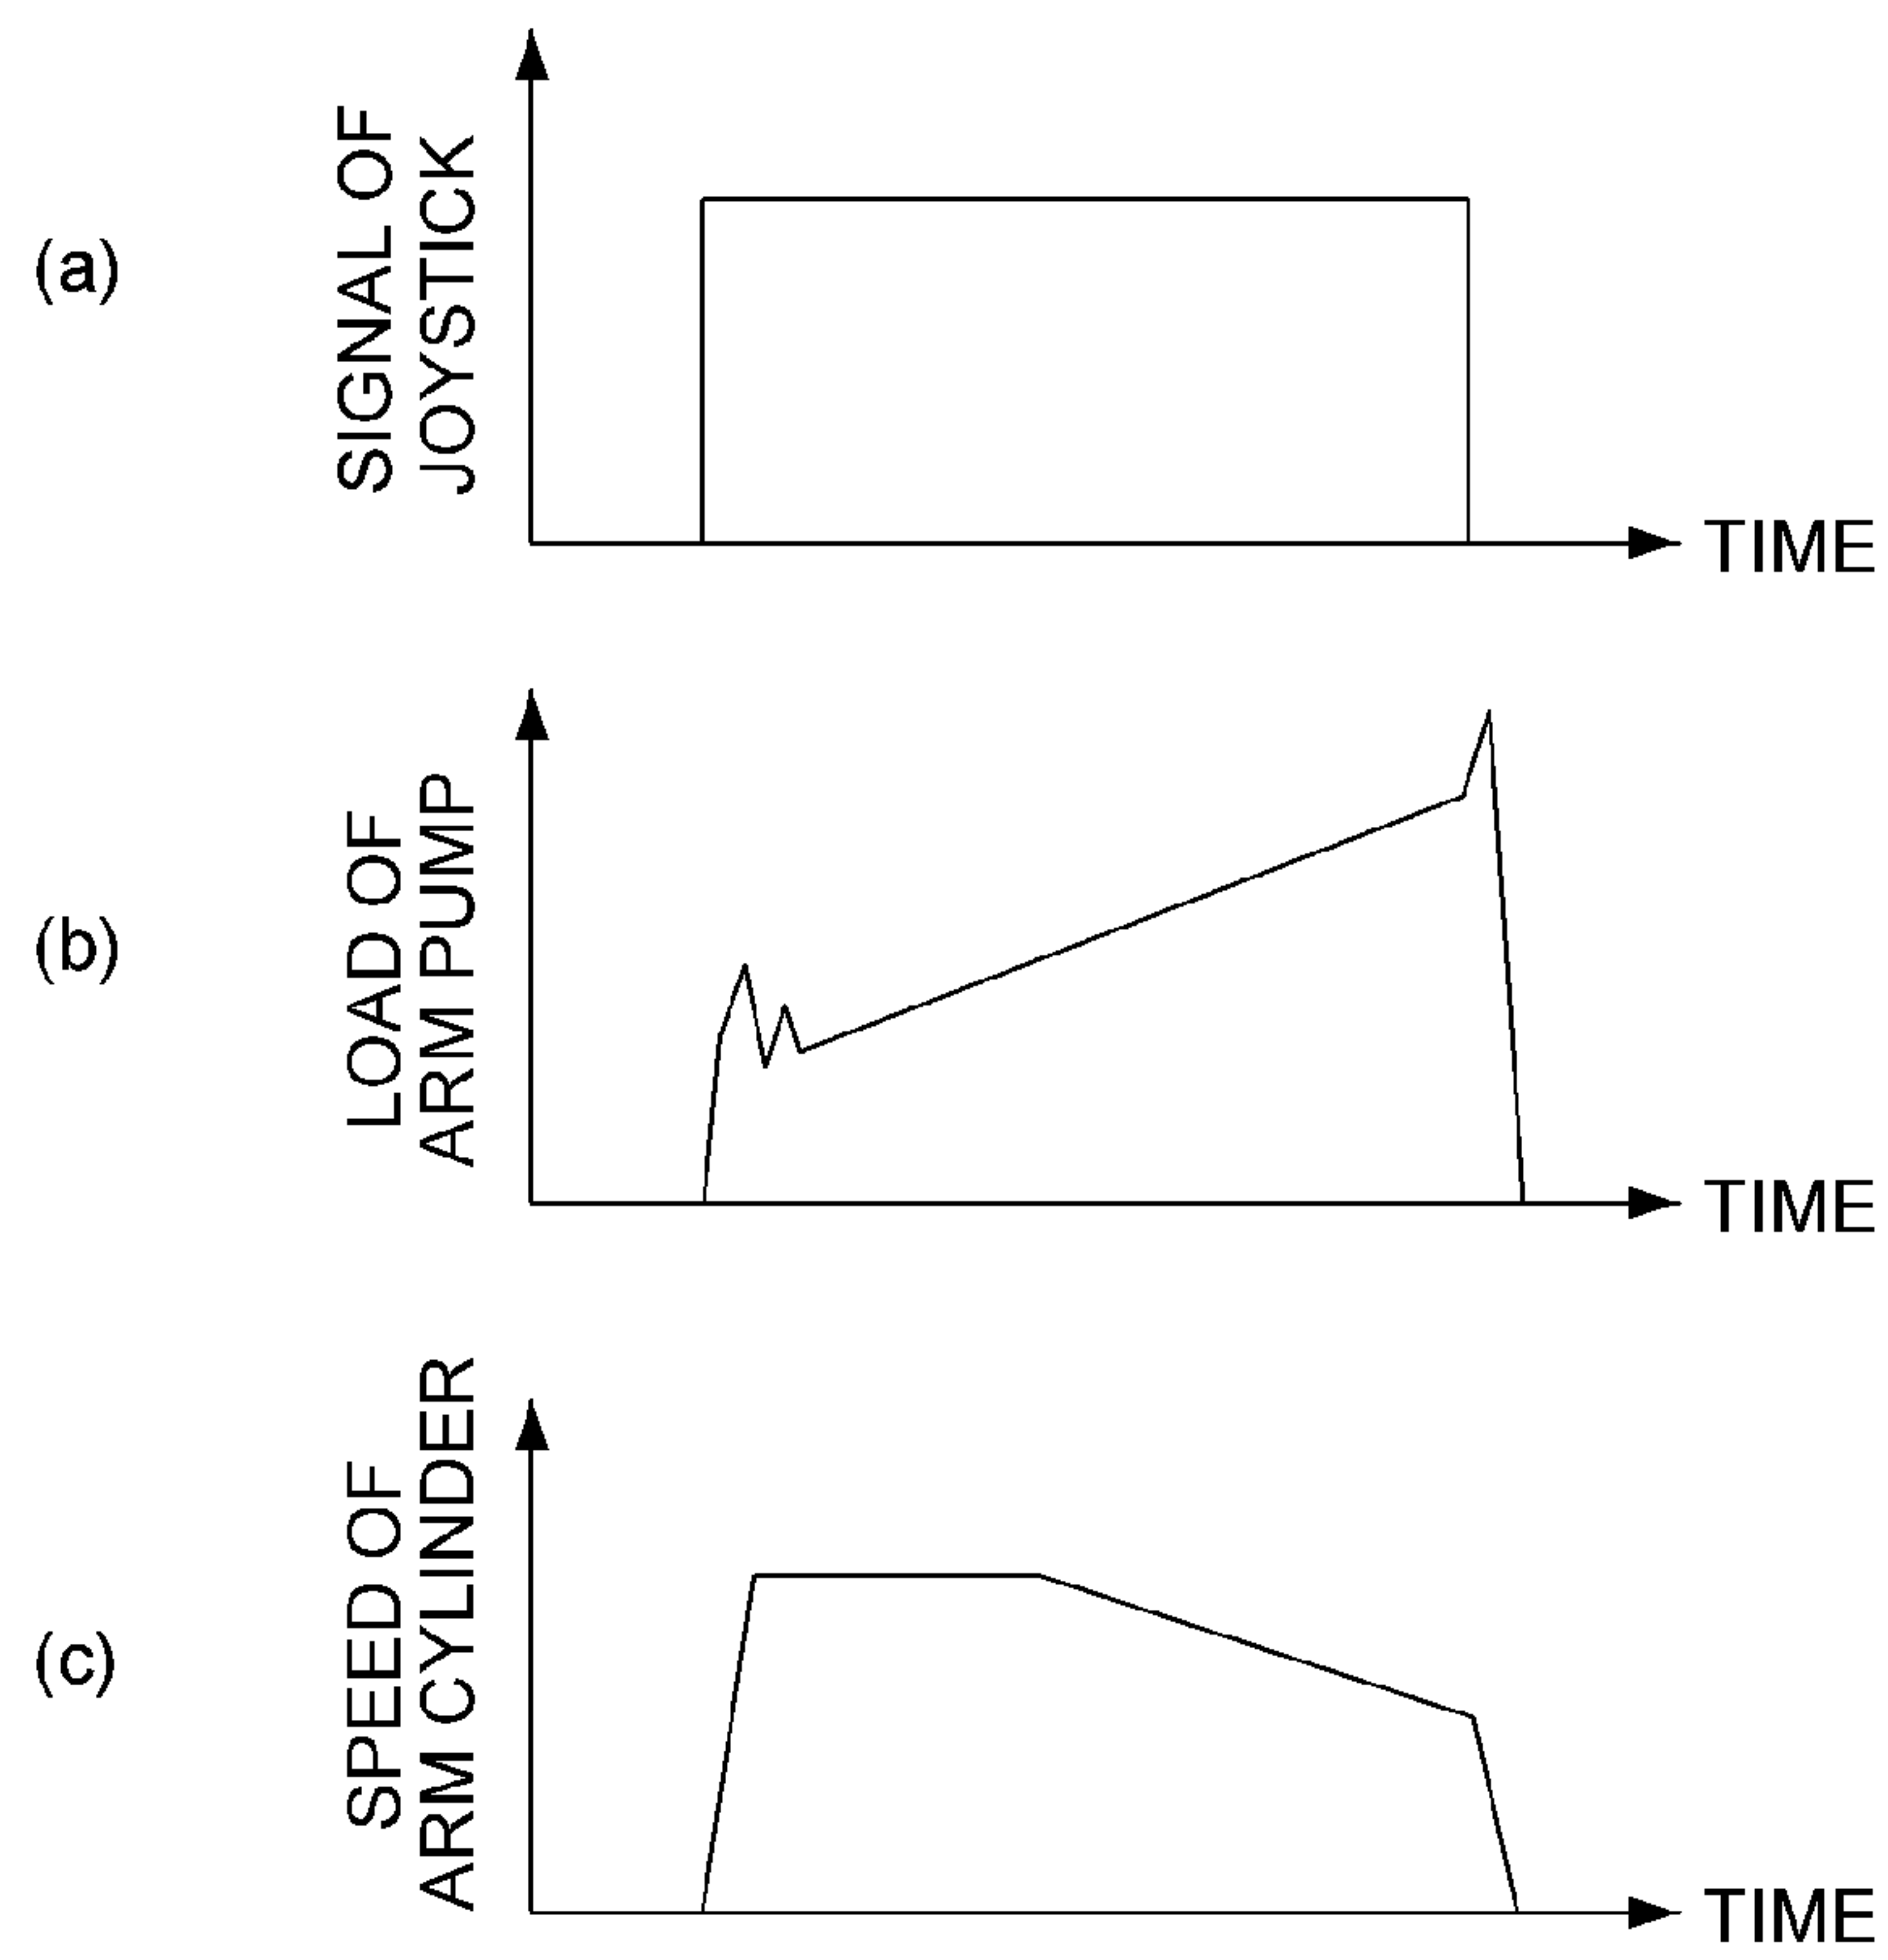 (a)
SIGNAL OF
JOYSTICK
TIME
(b)
LOAD OF
ARM PUMP
TIME
(c)
SPEED OF
ARM CYLINDER
TIME